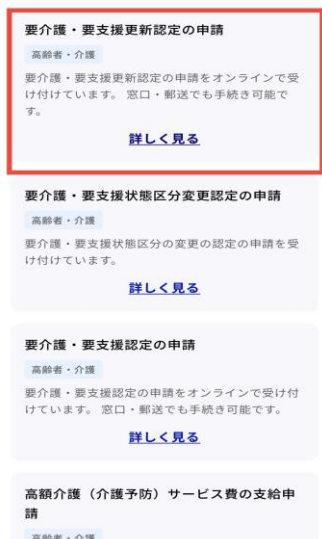 要介護・要支援更新認定の申請
高齢者・介護
要介護・要支援更新認定の申請をオンラインで受
け付けています。 窓口・郵送でも手続き可能で
す。
詳しく見る
要介護・要支援状態区分変更認定の申請
高齢者・介護
要介護・要支援状態区分の変更の認定の申請を受
け付けています。
詳しく見る
要介護・要支援認定の申請
高齢者・介護
要介護・要支援認定の申請をオンラインで受け付
けています。 窓口・郵送でも手続き可能です。
詳しく見る
高額介護（介護予防）サービス費の支給申
請
高齢者・介護